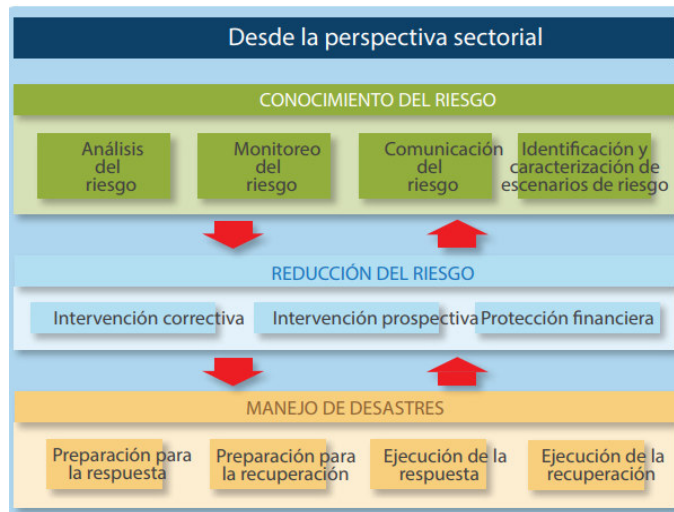 Desde la perspectiva sectorial
CONOCIMIENTO DEL RIESGO
Análisis
del
riesgo
Monitoreo
del
riesgo
Comunicación
del
riesgo
Identificación y
caracterización de
escenarios de riesgo
REDUCCIÓN DEL RIESGO
Intervención correctiva
Intervención prospectiva
Protección financiera
MANEJO DE DESASTRES
Preparación para
la respuesta
Preparación para
la recuperación
Ejecución de la
respuesta
Ejecución de la
recuperación